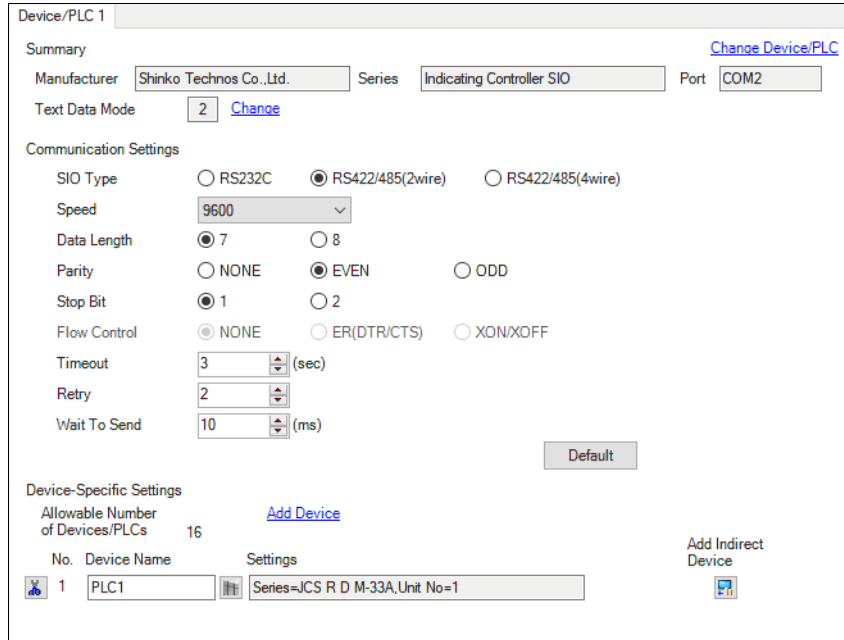 Device/PLC 1
Summary Change Device/PLC
Manufacturer Shinko Technos Co.,Ltd. Series Indicating Controller SIO Port COM2
Text Data Mode 2 Change
Communication Settings
SIO Type RS232C RS422/485(2wire) RS422/485(4wire)
Speed 9600
Data Length 7 8
Parity NONE EVEN ODD
Stop Bit 1 2
Flow Control NONE ER(DTR/CTS) XON/XOFF
Timeout 3 (sec)
Retry 2
Wait To Send 10 (ms)
Default
Device-Specific Settings
Allowable Number Add Device
of Devices/PLCs 16
Add Indirect
No. Device Name Settings Device
1 PLC1 Series=JCS R D M-33A,Unit No=1